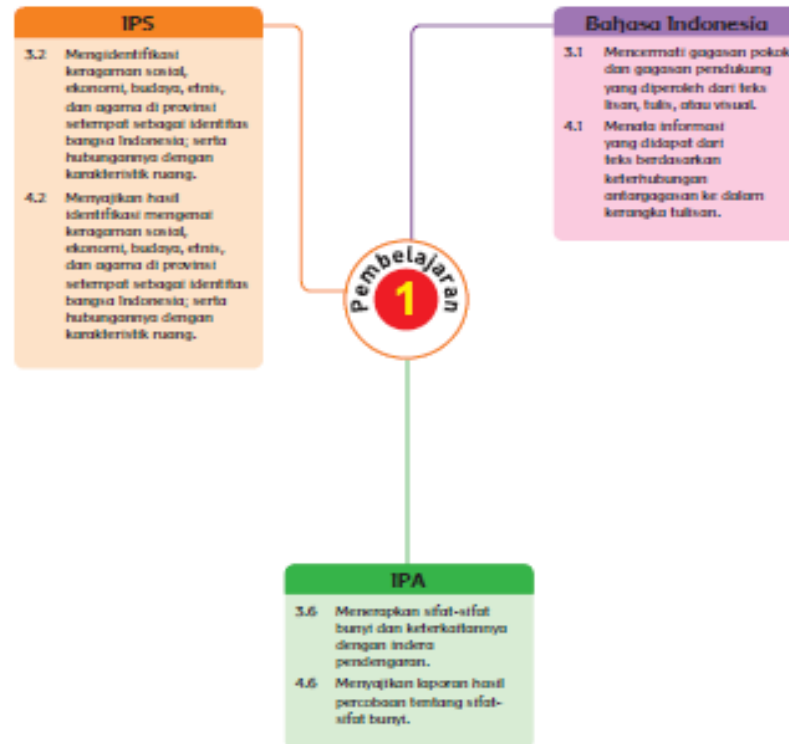 IPS
3.2 Mengidentifikasi
keragaman sosial,
ekonomi, budaya, etnis,
dan agama di provinsi
setempat sebagai identitas
bangsa Indonesia; serta
hubungannya dengan
karakteristik ruang.
4.2 Menyajikan hasil
identifikasi mengenai
keragaman sosial,
ekonomi, budaya, etnis,
dan agama di provinsi
setempat sebagai identitas
bangsa Indonesia; serta
hubungannya dengan
karakteristik ruang.
Bahasa Indonesia
3.1 Mencermati gagasan pokok
dan gagasan pendukung
yang diperoleh dari teks
lisan, tulis, atau visual.
4.1 Menata informasi
yang didapat dari
teks berdasarkan
keterhubungan
antargagasan ke dalam
kerangka tulisan.
Pembelajaran
1
IPA
3.6 Menerapkan sifat-sifat
bunyi dan keterkaitannya
dengan indera
pendengaran.
4.6 Menyajikan laporan hasil
percobaan tentang sifat-
sifat bunyi.